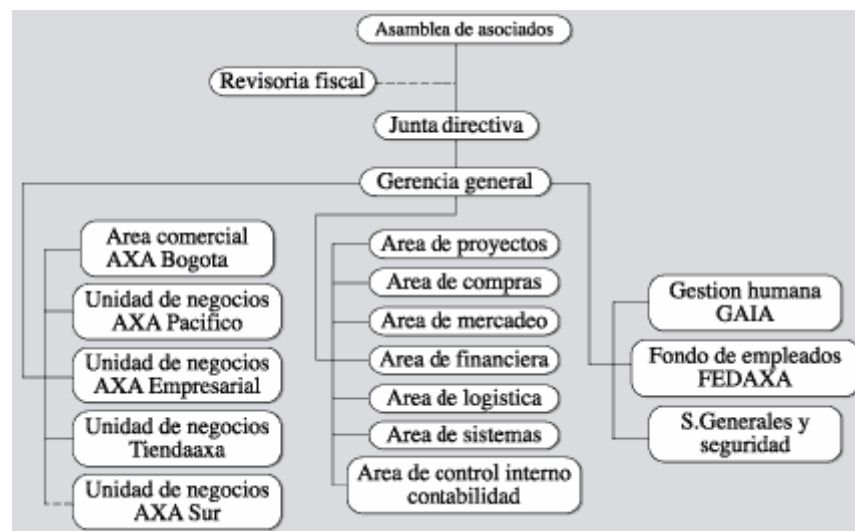 Asamblea de asociados
Revisoria fiscal
Junta directiva
Gerencia general
Area comercial
AXA Bogota
Unidad de negocios
AXA Pacifico
Unidad de negocios
AXA Empresarial
Unidad de negocios
Tiendaaxa
Unidad de negocios
AXA Sur
Area de proyectos
Area de compras
Area de mercadeo
Area de financiera
Area de logistica
Area de sistemas
Area de control interno
contabilidad
Gestion humana
GAIA
Fondo de empleados
FEDAXA
S.Generales y
seguridad